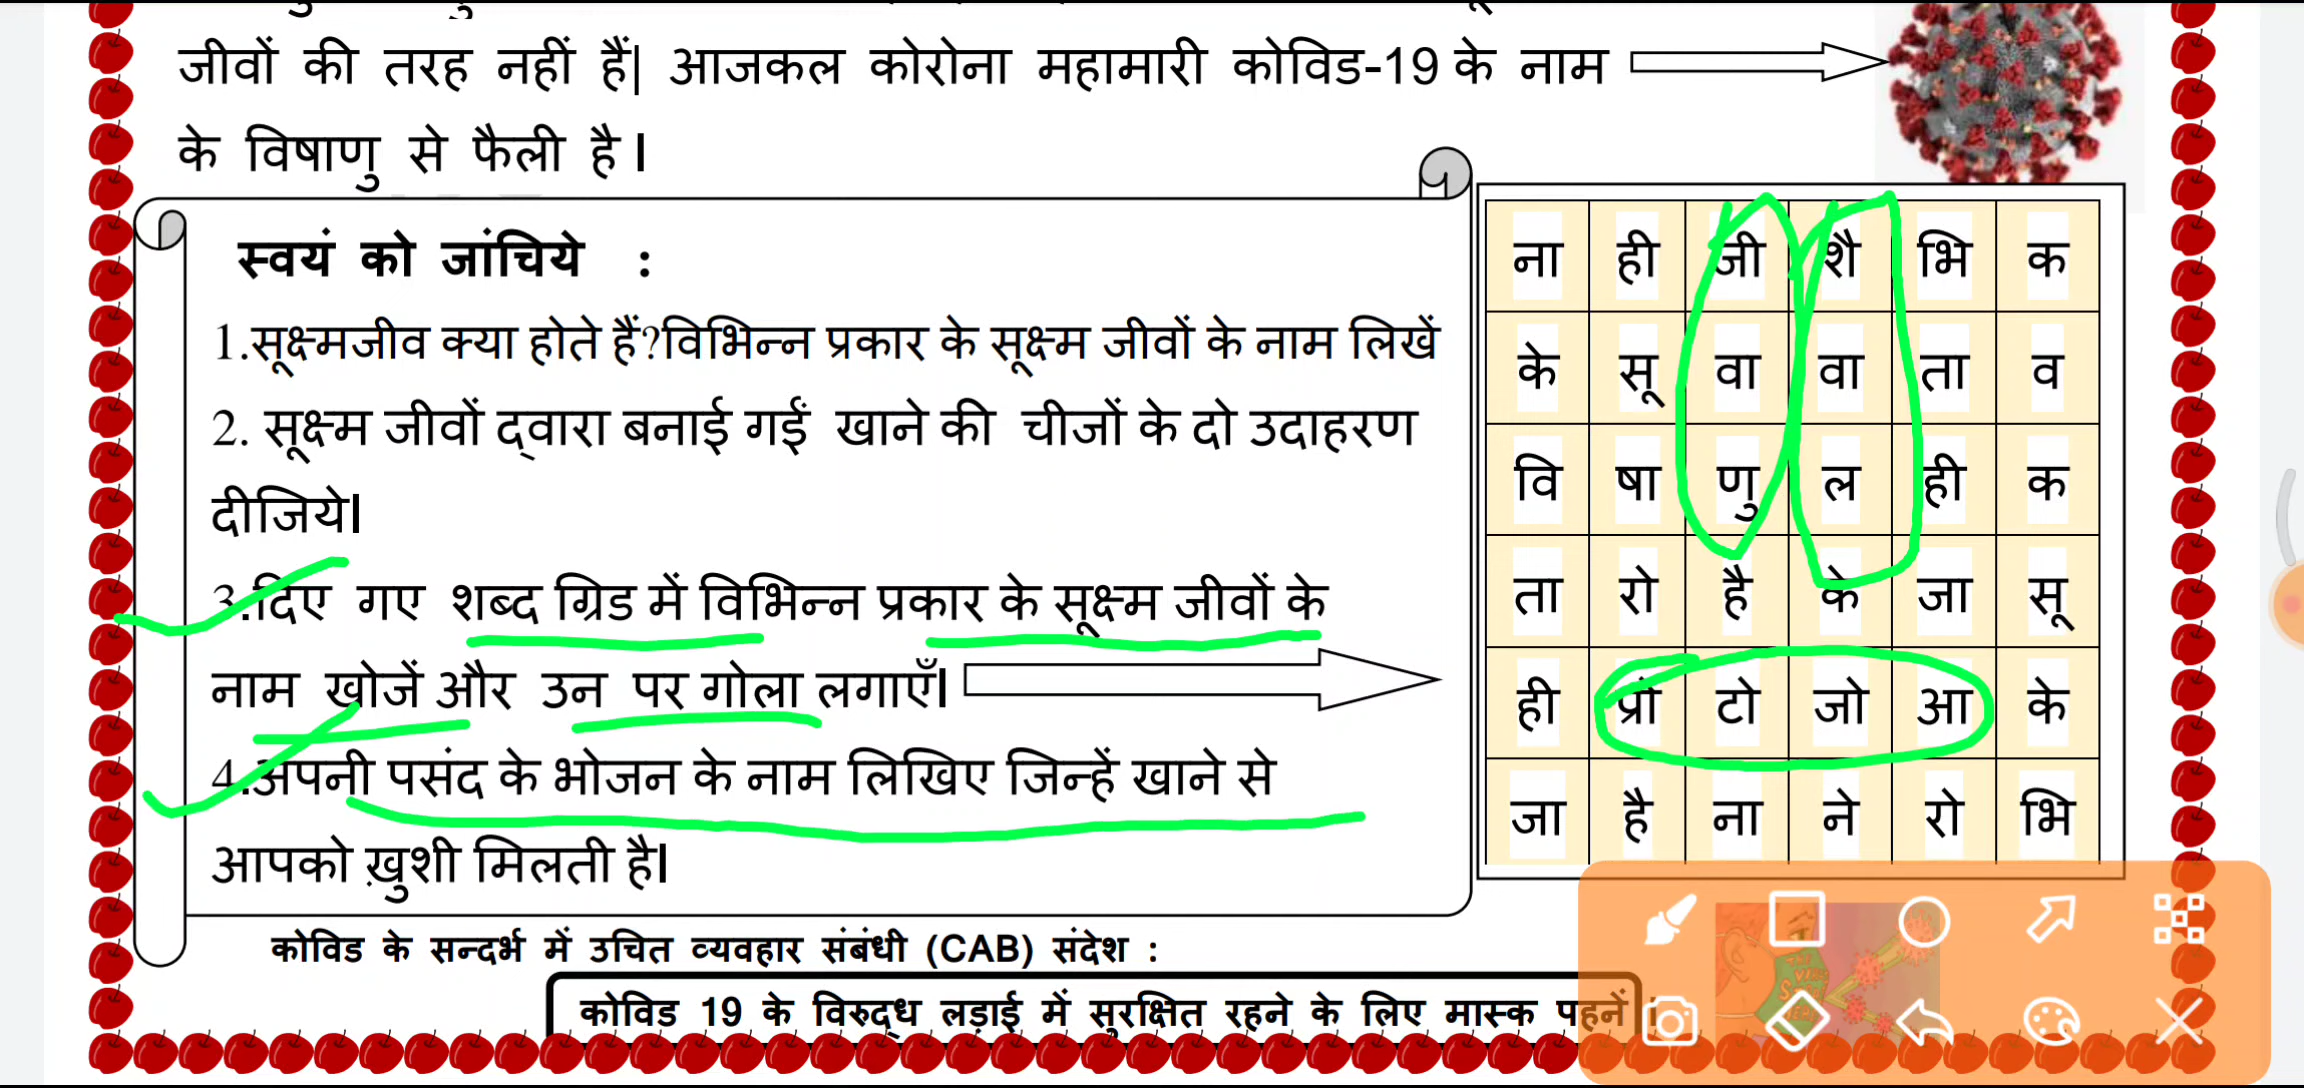 जीवों की तरह नहीं हैं| आजकल कोरोना महामारी कोविड-19 के नाम
के विषाणु से फैली है।
स्वयं को जांचिये :
1.सूक्ष्मजीव क्या होते हैं?विभिन्न प्रकार के सूक्ष्म जीवों के नाम लिखें
2. सूक्ष्म जीवों द्वारा बनाई गईं खाने की चीजों के दो उदाहरण
दीजिये।
3.दिए गए शब्द ग्रिड में विभिन्न प्रकार के सूक्ष्म जीवों के
नाम खोजें और उन पर गोला लगाएँ।
4.अपनी पसंद के भोजन के नाम लिखिए जिन्हें खाने से
आपको ख़ुशी मिलती है।
ना ही जी शै भि क
के सू वा वा ता व
वि षा णु ल ही क
ता रो है के जा सू
ही प्रो टो जो आ के
जा है ना ने रो भि
कोविड के सन्दर्भ में उचित व्यवहार संबंधी (CAB) संदेश :
कोविड 19 के विरुद्ध लड़ाई में सुरक्षित रहने के लिए मास्क पहनें